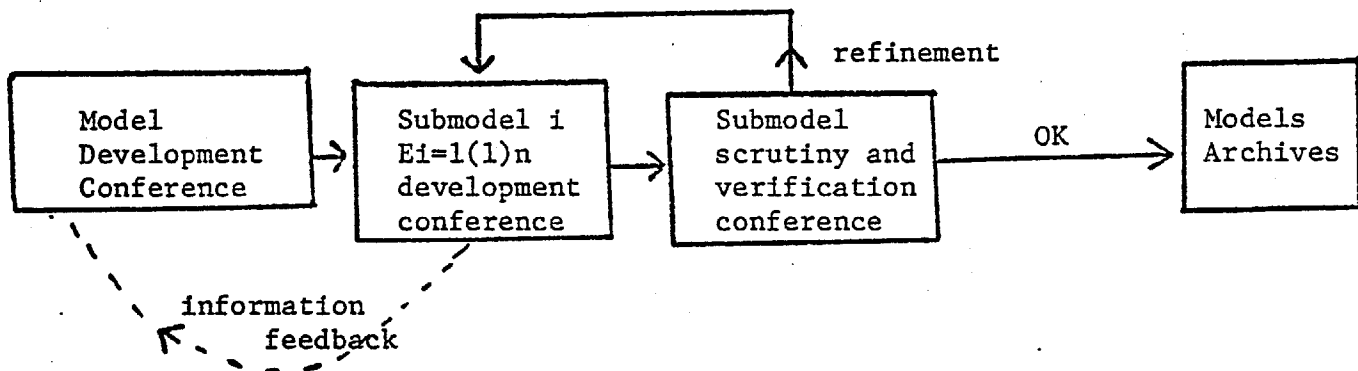 Model
Development
Conference
Submodel i
Ei=1(1)n
development
conference
refinement
Submodel
scrutiny and
verification
conference
OK
Models
Archives
information
feedback